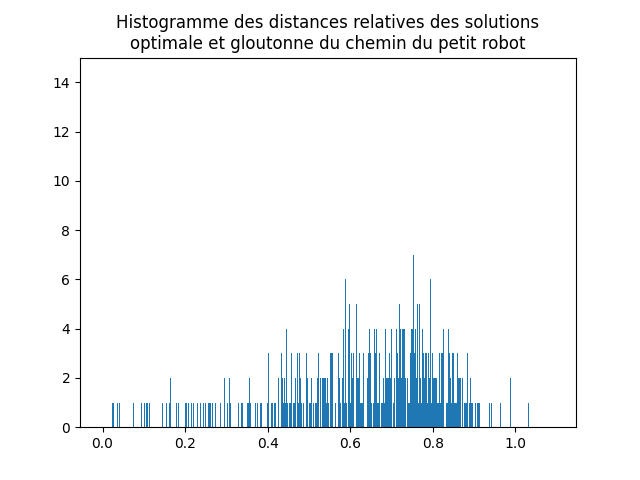 Histogramme des distances relatives des solutions
optimale et gloutonne du chemin du petit robot
14
12
10
8
6
4
2
0
0.0 0.2 0.4 0.6 0.8 1.0